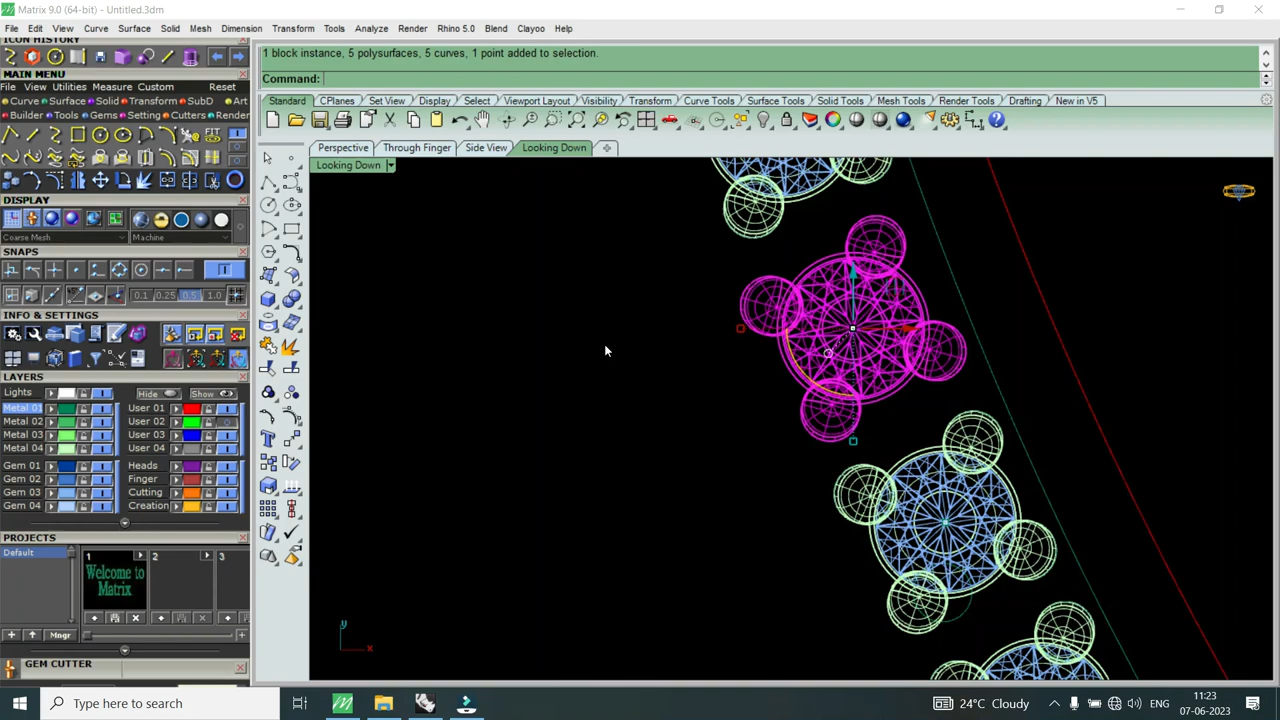 Matrix 9.0 (64-bit) - Untitled.3dm
File Edit View Curve Surface Solid Mesh Dimension Transform Tools Analyze Render Rhino 5.0 Blend Clayoo Help
ICON HISTORY
1 block instance, 5 polysurfaces, 5 curves, 1 point added to selection.
Command:
MAIN MENU
File View Utilities Measure Custom Reset
Curve Surface Solid Transform SubD Art
Builder Tools Gems Setting Cutters Render
Standard CPlanes Set View Display Select Viewport Layout Visibility Transform Curve Tools Surface Tools Solid Tools Mesh Tools Render Tools Drafting New in V5
FIT
Perspective Through Finger Side View Looking Down
Looking Down
DISPLAY
Coarse Mesh Machine
SNAPS
0.1 0.25 0.5 1.0
INFO & SETTINGS
LAYERS
Lights Hide Show
Metal 01 User 01
Metal 02 User 02
Metal 03 User 03
Metal 04 User 04
Gem 01 Heads
Gem 02 Finger
Gem 03 Cutting
Gem 04 Creation
PROJECTS
Default 1 2 3
Welcome to
Matrix
Mngr
GEM CUTTER
y
x
Type here to search
24°C Cloudy
ENG
11:23
07-06-2023